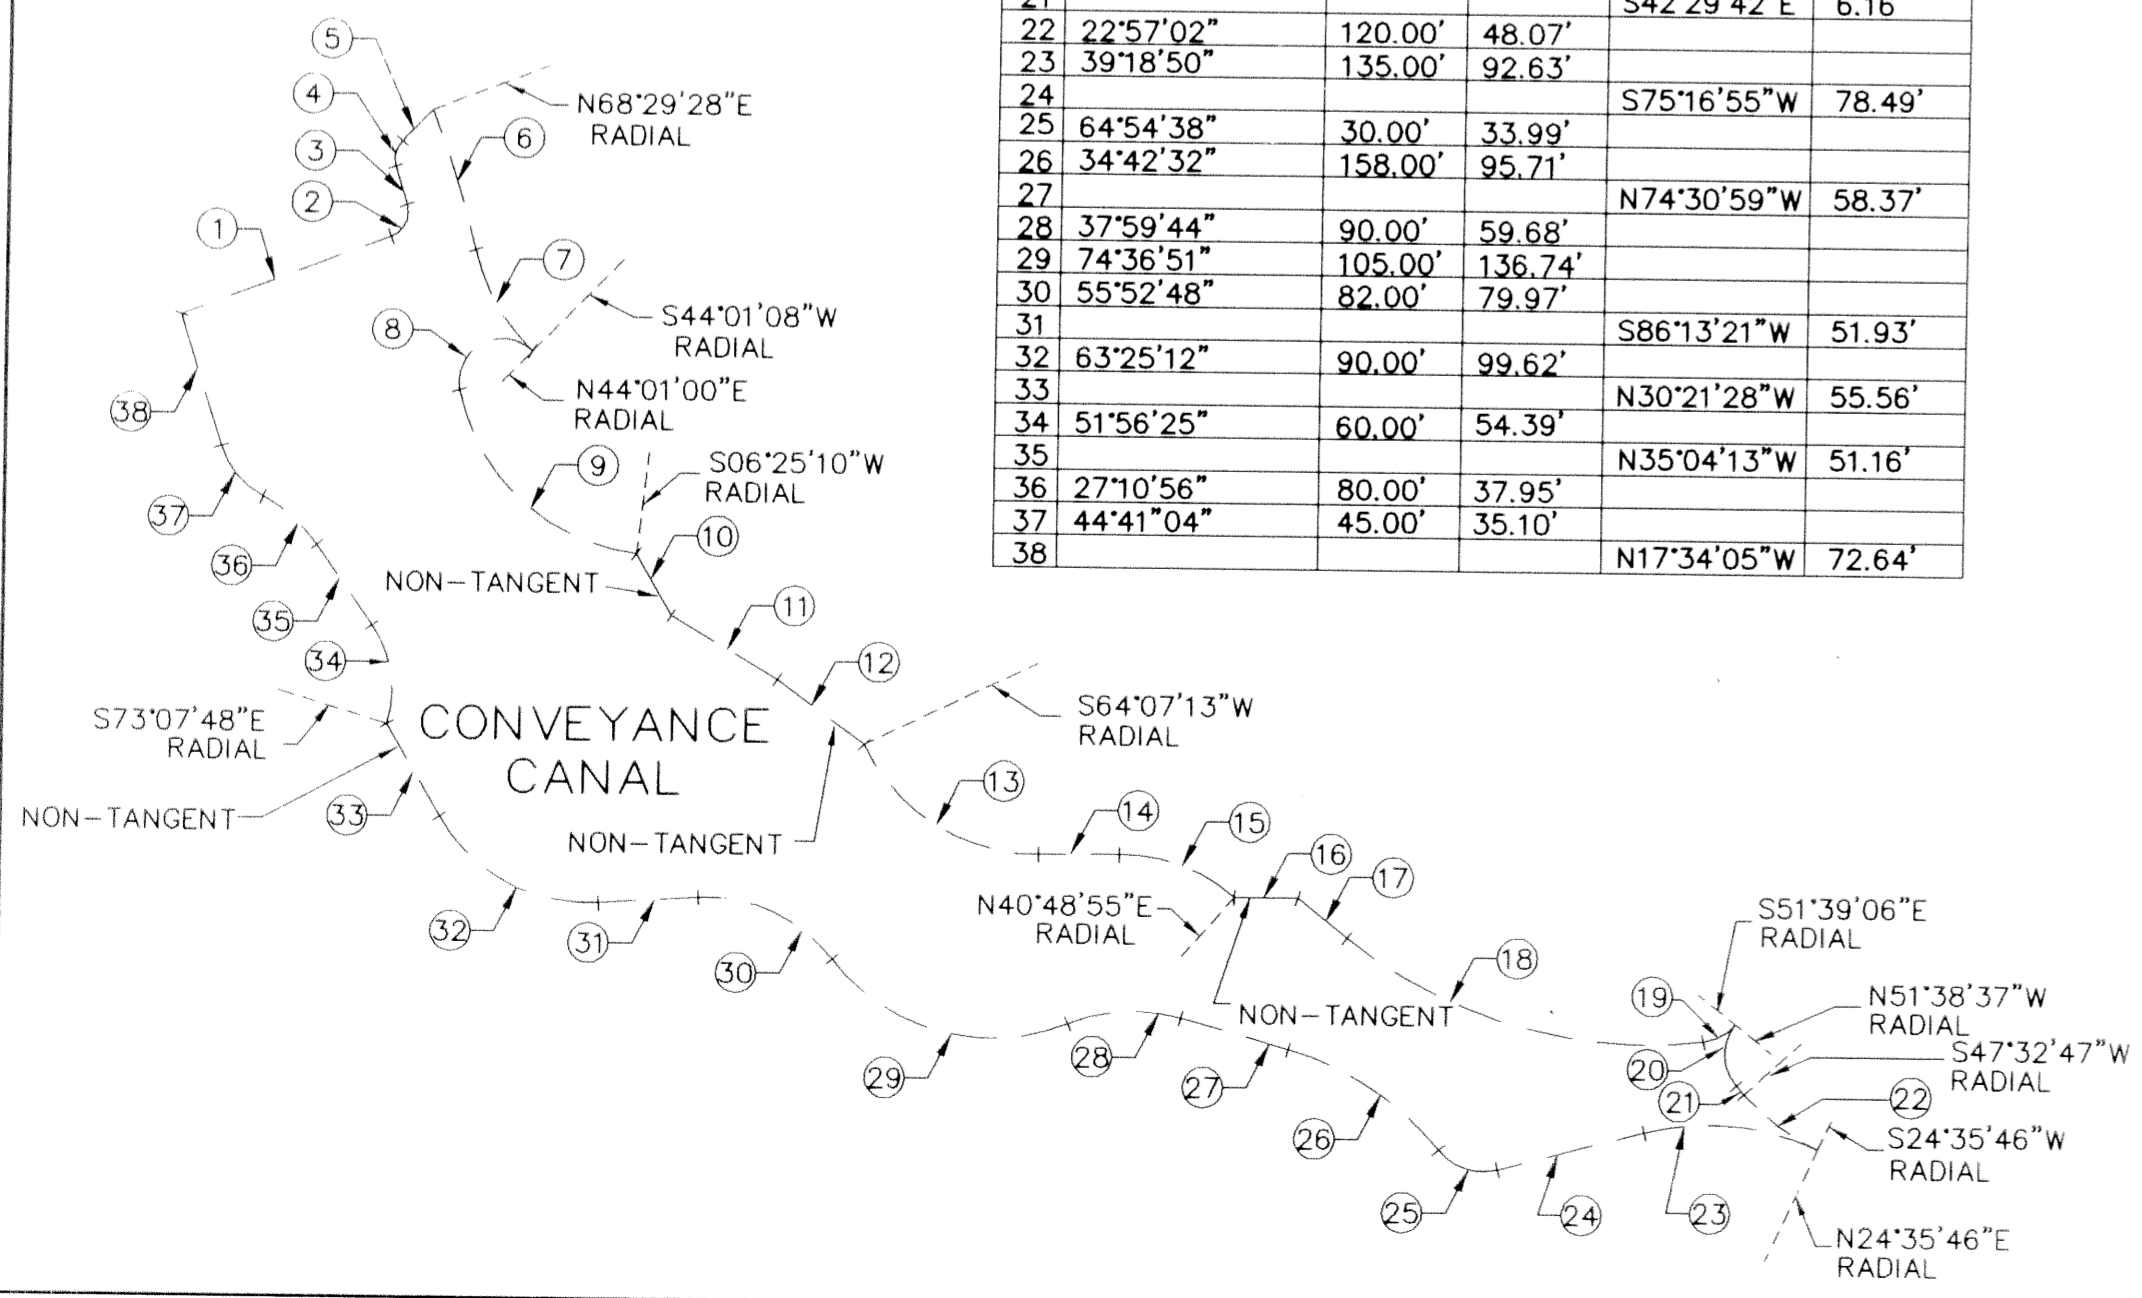 21 S42°29'42"E 6.16'
22 22°57'02" 120.00' 48.07'
23 39°18'50" 135.00' 92.63'
24 S75°16'55"W 78.49'
25 64°54'38" 30.00' 33.99'
26 34°42'32" 158.00' 95.71'
27 N74°30'59"W 58.37'
28 37°59'44" 90.00' 59.68'
29 74°36'51" 105.00' 136.74'
30 55°52'48" 82.00' 79.97'
31 S86°13'21"W 51.93'
32 63°25'12" 90.00' 99.62'
33 N30°21'28"W 55.56'
34 51°56'25" 60.00' 54.39'
35 N35°04'13"W 51.16'
36 27°10'56" 80.00' 37.95'
37 44°41"04" 45.00' 35.10'
38 N17°34'05"W 72.64'
5
4
N68°29'28"E
RADIAL
3
6
2
1
7
S44°01'08"W
RADIAL
8
N44°01'00"E
RADIAL
38
9
S06°25'10"W
RADIAL
37
10
36
NON-TANGENT
11
35
34
12
S73°07'48"E
RADIAL
CONVEYANCE
CANAL
S64°07'13"W
RADIAL
NON-TANGENT
33
13
NON-TANGENT
14
15
16
17
N40°48'55"E
RADIAL
32
31
30
S51°39'06"E
RADIAL
18
19
N51°38'37"W
RADIAL
NON-TANGENT
29
28
27
20
S47°32'47"W
RADIAL
21
22
26
S24°35'46"W
RADIAL
25
24
23
N24°35'46"E
RADIAL